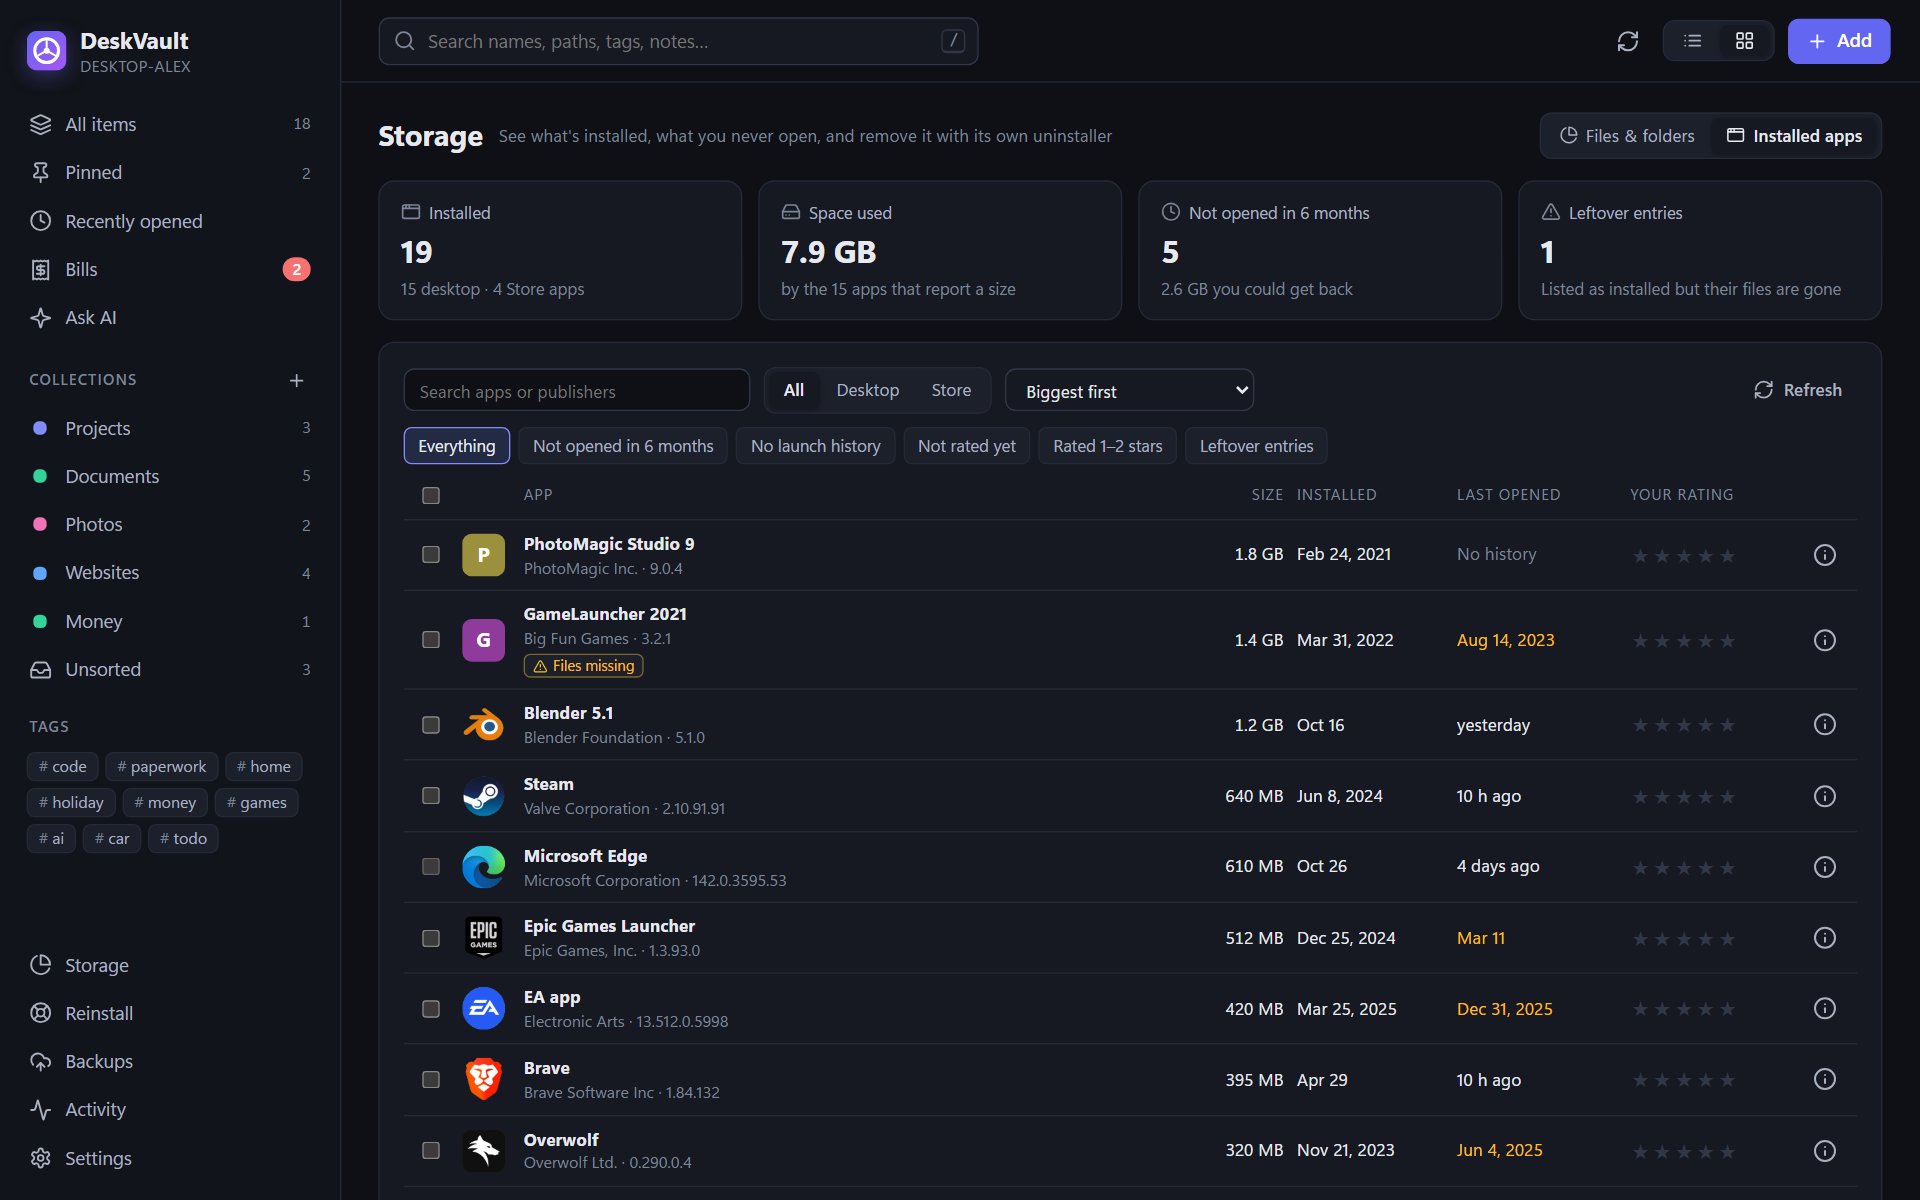 DeskVault
DESKTOP-ALEX
All items 18
Pinned 2
Recently opened
Bills 2
Ask AI
COLLECTIONS
Projects 3
Documents 5
Photos 2
Websites 4
Money 1
Unsorted 3
TAGS
# code # paperwork # home
# holiday # money # games
# ai # car # todo
Storage
Reinstall
Backups
Activity
Settings
Search names, paths, tags, notes... /
Add
Storage See what's installed, what you never open, and remove it with its own uninstaller
Files & folders Installed apps
Installed
19
15 desktop · 4 Store apps
Space used
7.9 GB
by the 15 apps that report a size
Not opened in 6 months
5
2.6 GB you could get back
Leftover entries
1
Listed as installed but their files are gone
Search apps or publishers All Desktop Store Biggest first Refresh
Everything Not opened in 6 months No launch history Not rated yet Rated 1–2 stars Leftover entries
APP SIZE INSTALLED LAST OPENED YOUR RATING
P PhotoMagic Studio 9 1.8 GB Feb 24, 2021 No history
PhotoMagic Inc. · 9.0.4
G GameLauncher 2021 1.4 GB Mar 31, 2022 Aug 14, 2023
Big Fun Games · 3.2.1
Files missing
Blender 5.1 1.2 GB Oct 16 yesterday
Blender Foundation · 5.1.0
Steam 640 MB Jun 8, 2024 10 h ago
Valve Corporation · 2.10.91.91
Microsoft Edge 610 MB Oct 26 4 days ago
Microsoft Corporation · 142.0.3595.53
EPIC GAMES Epic Games Launcher 512 MB Dec 25, 2024 Mar 11
Epic Games, Inc. · 1.3.93.0
EA EA app 420 MB Mar 25, 2025 Dec 31, 2025
Electronic Arts · 13.512.0.5998
Brave 395 MB Apr 29 10 h ago
Brave Software Inc · 1.84.132
Overwolf 320 MB Nov 21, 2023 Jun 4, 2025
Overwolf Ltd. · 0.290.0.4